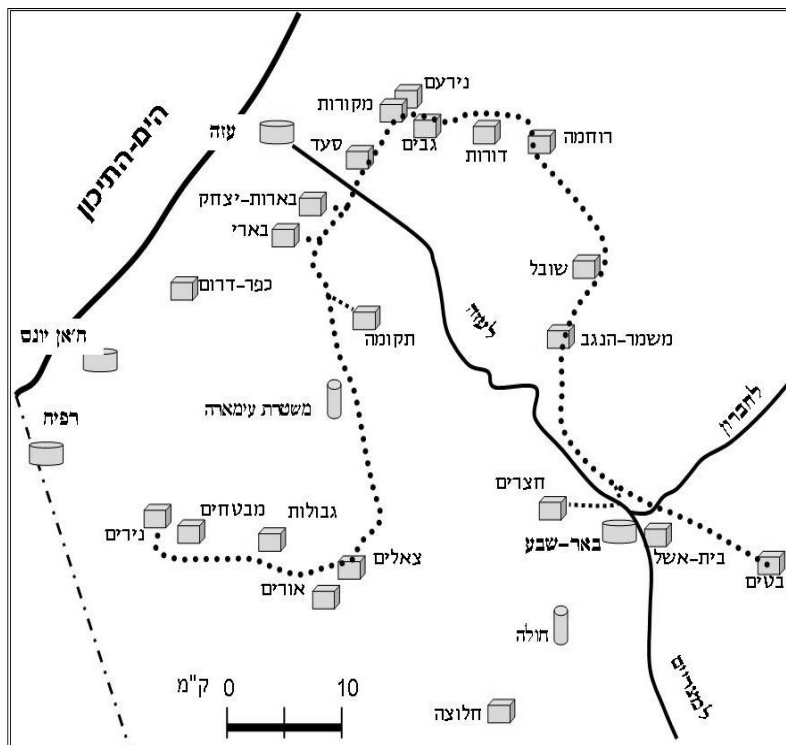 נירעם
מקורות
הים-התיכון
עזה
גבים
דורות
רוחמה
סעד
בארות-יצחק
בארי
כפר-דרום
שובל
לעזה
תקומה
משמר-הנגב
ח'אן יונס
משטרת עימארה
לחברון
רפיח
חצרים
גבולות
מבטחים
נירים
באר-שבע
בית-אשל
צאלים
בטים
אורים
חולה
למצריים
ק"מ 0 10
חלוצה